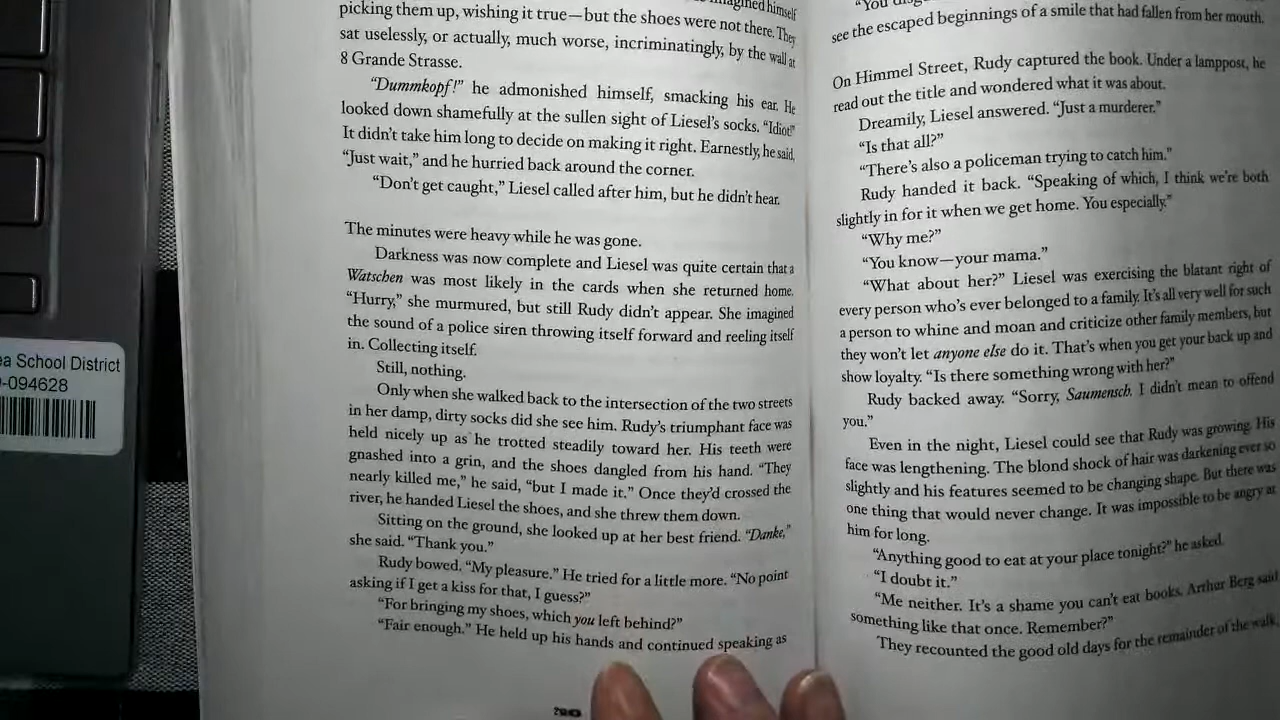 ea School District
-094628
imagined himself
picking them up, wishing it true—but the shoes were not there. They
sat uselessly, or actually, much worse, incriminatingly, by the wall at
8 Grande Strasse.
“Dummkopf!” he admonished himself, smacking his ear. He
looked down shamefully at the sullen sight of Liesel’s socks. “Idiot!”
It didn’t take him long to decide on making it right. Earnestly, he said,
“Just wait,” and he hurried back around the corner.
“Don’t get caught,” Liesel called after him, but he didn’t hear.
The minutes were heavy while he was gone.
Darkness was now complete and Liesel was quite certain that a
Watschen was most likely in the cards when she returned home.
“Hurry,” she murmured, but still Rudy didn’t appear. She imagined
the sound of a police siren throwing itself forward and reeling itself
in. Collecting itself.
Still, nothing.
Only when she walked back to the intersection of the two streets
in her damp, dirty socks did she see him. Rudy’s triumphant face was
held nicely up as he trotted steadily toward her. His teeth were
gnashed into a grin, and the shoes dangled from his hand. “They
nearly killed me,” he said, “but I made it.” Once they’d crossed the
river, he handed Liesel the shoes, and she threw them down.
Sitting on the ground, she looked up at her best friend. “Danke,”
she said. “Thank you.”
Rudy bowed. “My pleasure.” He tried for a little more. “No point
asking if I get a kiss for that, I guess?”
“For bringing my shoes, which you left behind?”
“Fair enough.” He held up his hands and continued speaking as
“You
see the escaped beginnings of a smile that had fallen from her mouth.
On Himmel Street, Rudy captured the book. Under a lamppost, he
read out the title and wondered what it was about.
Dreamily, Liesel answered. “Just a murderer.”
“Is that all?”
“There’s also a policeman trying to catch him.”
Rudy handed it back. “Speaking of which, I think we’re both
slightly in for it when we get home. You especially.”
“Why me?”
“You know—your mama.”
“What about her?” Liesel was exercising the blatant right of
every person who’s ever belonged to a family. It’s all very well for such
a person to whine and moan and criticize other family members, but
they won’t let anyone else do it. That’s when you get your back up and
show loyalty. “Is there something wrong with her?”
Rudy backed away. “Sorry, Saumensch. I didn’t mean to offend
you.”
Even in the night, Liesel could see that Rudy was growing. His
face was lengthening. The blond shock of hair was darkening ever so
slightly and his features seemed to be changing shape. But there was
one thing that would never change. It was impossible to be angry at
him for long.
“Anything good to eat at your place tonight?” he asked.
“I doubt it.”
“Me neither. It’s a shame you can’t eat books. Arthur Berg said
something like that once. Remember?”
They recounted the good old days for the remainder of the walk,